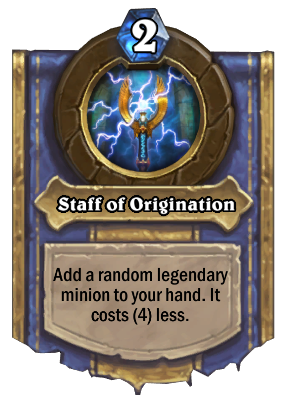 2
Staff of Origination
Add a random legendary
minion to your hand. It
costs (4) less.